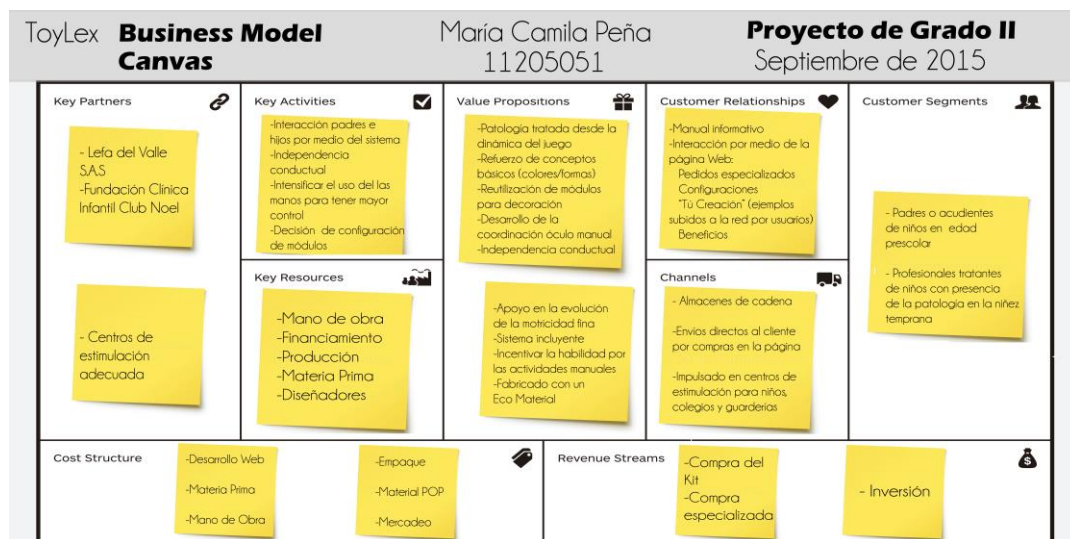 ToyLex Business Model
Canvas
María Camila Peña
11205051
Proyecto de Grado II
Septiembre de 2015
Key Partners
- Lefa del Valle
S.A.S
-Fundación Clínica
Infantil Club Noel
- Centros de
estimulación
adecuada
Key Activities
-Interacción padres e
hijos por medio del sistema
-Independencia
conductual
-Intensificar el uso del las
manos para tener mayor
control
-Decisión de configuración
de módulos
Key Resources
-Mano de obra
-Financiamiento
-Producción
-Materia Prima
-Diseñadores
Value Propositions
-Patología tratada desde la
dinámica del juego
-Refuerzo de conceptos
básicos (colores/formas)
-Reutilización de módulos
para decoración
-Desarrollo de la
coordinación óculo manual
-Independencia conductual
-Apoyo en la evolución
de la motricidad fina
-Sistema incluyente
-Incentivar la habilidad por
las actividades manuales
-Fabricado con un
Eco Material
Customer Relationships
-Manual informativo
-Interacción por medio de la
página Web:
Pedidos especializados
Configuraciones
"Tú Creación" (ejemplos
subidos a la red por usuarios)
Beneficios
Channels
- Almacenes de cadena
-Envios directos al cliente
por compras en la página
-Impulsado en centros de
estimulación para niños,
colegios y guarderías
Customer Segments
- Padres o acudientes
de niños en edad
prescolar
- Profesionales tratantes
de niños con presencia
de la patología en la niñez
temprana
Cost Structure
-Desarrollo Web
-Materia Prima
-Mano de Obra
-Empaque
-Material POP
-Mercadeo
Revenue Streams
-Compra del
Kit
-Compra
especializada
- Inversión